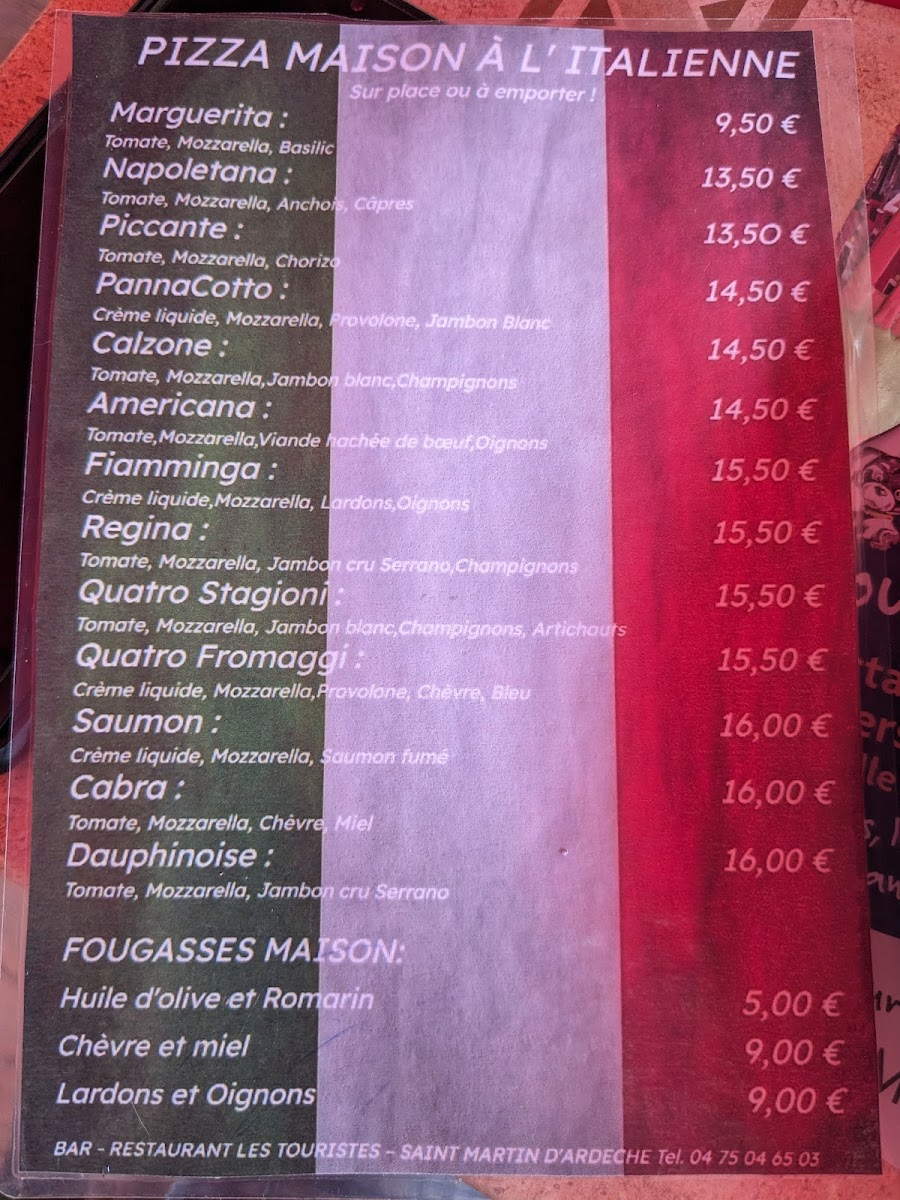 PIZZA MAISON À L' ITALIENNE
Sur place ou à emporter !
Marguerita : 9,50 €
Tomate, Mozzarella, Basilic
Napoletana : 13,50 €
Tomate, Mozzarella, Anchois, Câpres
Piccante : 13,50 €
Tomate, Mozzarella, Chorizo
PannaCotto : 14,50 €
Crème liquide, Mozzarella, Provolone, Jambon Blanc
Calzone : 14,50 €
Tomate, Mozzarella,Jambon blanc,Champignons
Americana : 14,50 €
Tomate,Mozzarella,Viande hachée de bœuf,Oignons
Fiamminga : 15,50 €
Crème liquide,Mozzarella, Lardons,Oignons
Regina : 15,50 €
Tomate, Mozzarella, Jambon cru Serrano,Champignons
Quatro Stagioni : 15,50 €
Tomate, Mozzarella, Jambon blanc,Champignons, Artichauts
Quatro Fromaggi : 15,50 €
Crème liquide, Mozzarella,Provolone, Chèvre, Bleu
Saumon : 16,00 €
Crème liquide, Mozzarella, Saumon fumé
Cabra : 16,00 €
Tomate, Mozzarella, Chèvre, Miel
Dauphinoise : 16,00 €
Tomate, Mozzarella, Jambon cru Serrano
FOUGASSES MAISON:
Huile d'olive et Romarin 5,00 €
Chèvre et miel 9,00 €
Lardons et Oignons 9,00 €
BAR - RESTAURANT LES TOURISTES - SAINT MARTIN D'ARDECHE Tel. 04 75 04 65 03